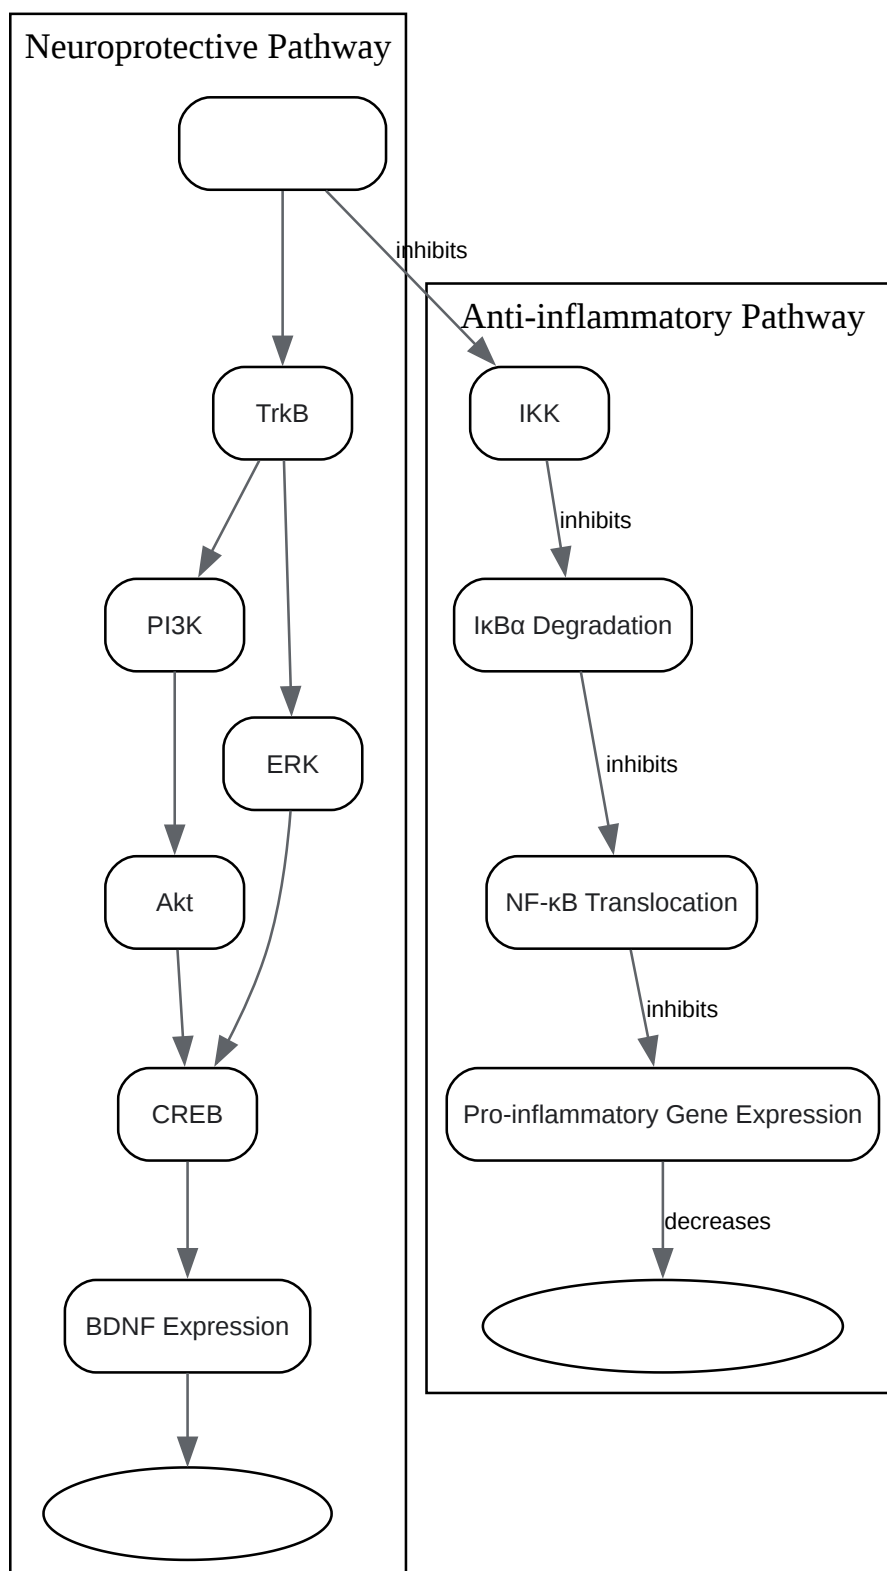 Neuroprotective Pathway
inhibits
Anti-inflammatory Pathway
TrkB
IKK
inhibits
PI3K
IκBα Degradation
ERK
inhibits
Akt
NF-κB Translocation
inhibits
CREB
Pro-inflammatory Gene Expression
decreases
BDNF Expression